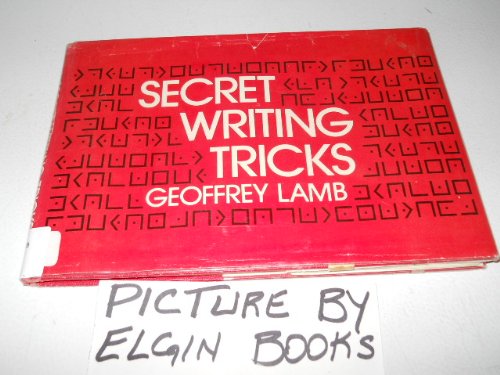 SECRET
WRITING
TRICKS
GEOFFREY LAMB
PICTURE BY
ELGIN BOOKS